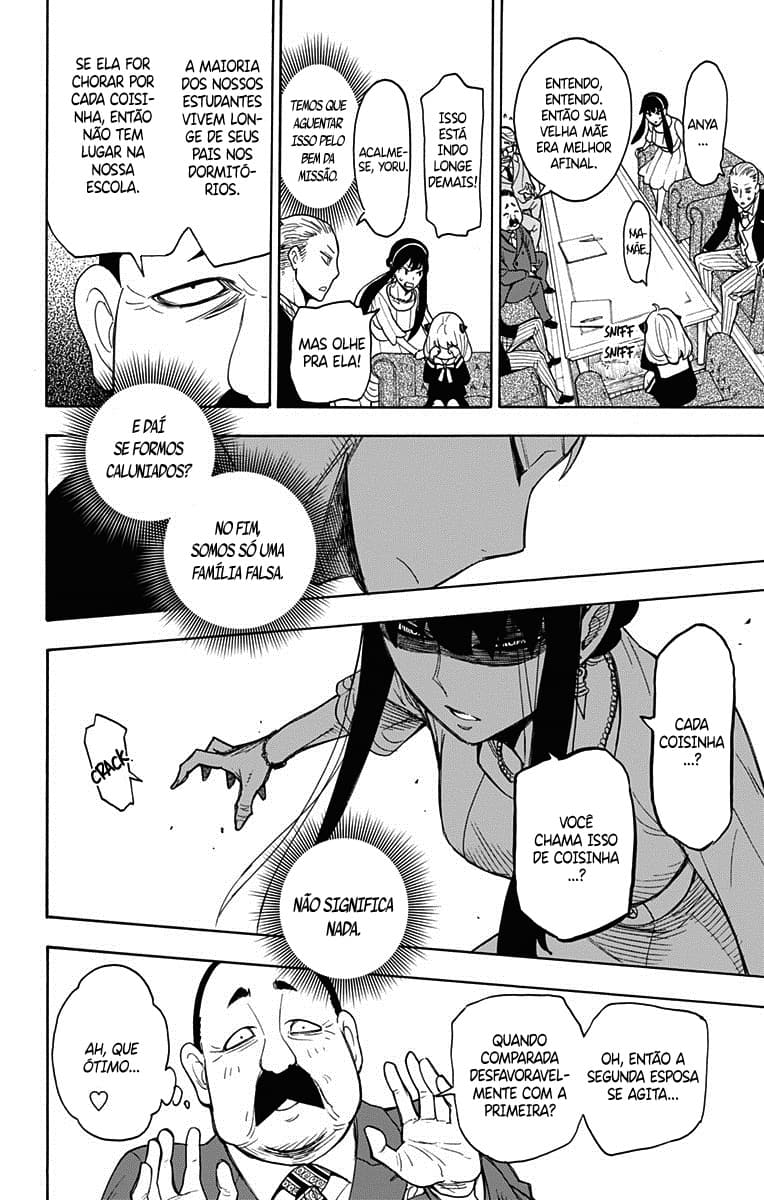 ANYA
...
ENTENDO,
ENTENDO.
ENTÃO SUA
VELHA MÃE
ERA MELHOR
AFINAL.
MA-
MÃE.
SNIFF
SNIFF
ISSO
ESTÁ
INDO
LONGE
DEMAIS!
ACALME-
SE, YORU.
TEMOS QUE
AGUENTAR
ISSO PELO
BEM DA
MISSÃO.
MAS OLHE
PRA ELA!
A MAIORIA
DOS NOSSOS
ESTUDANTES
VIVEM LON-
GE DE SEUS
PAIS NOS
DORMITÓ-
RIOS.
SE ELA FOR
CHORAR POR
CADA COISI-
NHA, ENTÃO
NÃO TEM
LUGAR NA
NOSSA
ESCOLA.
E DAÍ
SE FORMOS
CALUNIADOS?
NO FIM,
SOMOS SÓ UMA
FAMÍLIA FALSA.
CADA
COISINHA
...?
VOCÊ
CHAMA ISSO
DE COISINHA
...?
CRACK.
NÃO SIGNIFICA
NADA.
OH, ENTÃO A
SEGUNDA ESPOSA
SE AGITA...
QUANDO
COMPARADA
DESFAVORAVEL-
MENTE COM A
PRIMEIRA?
AH, QUE
ÓTIMO...
♡